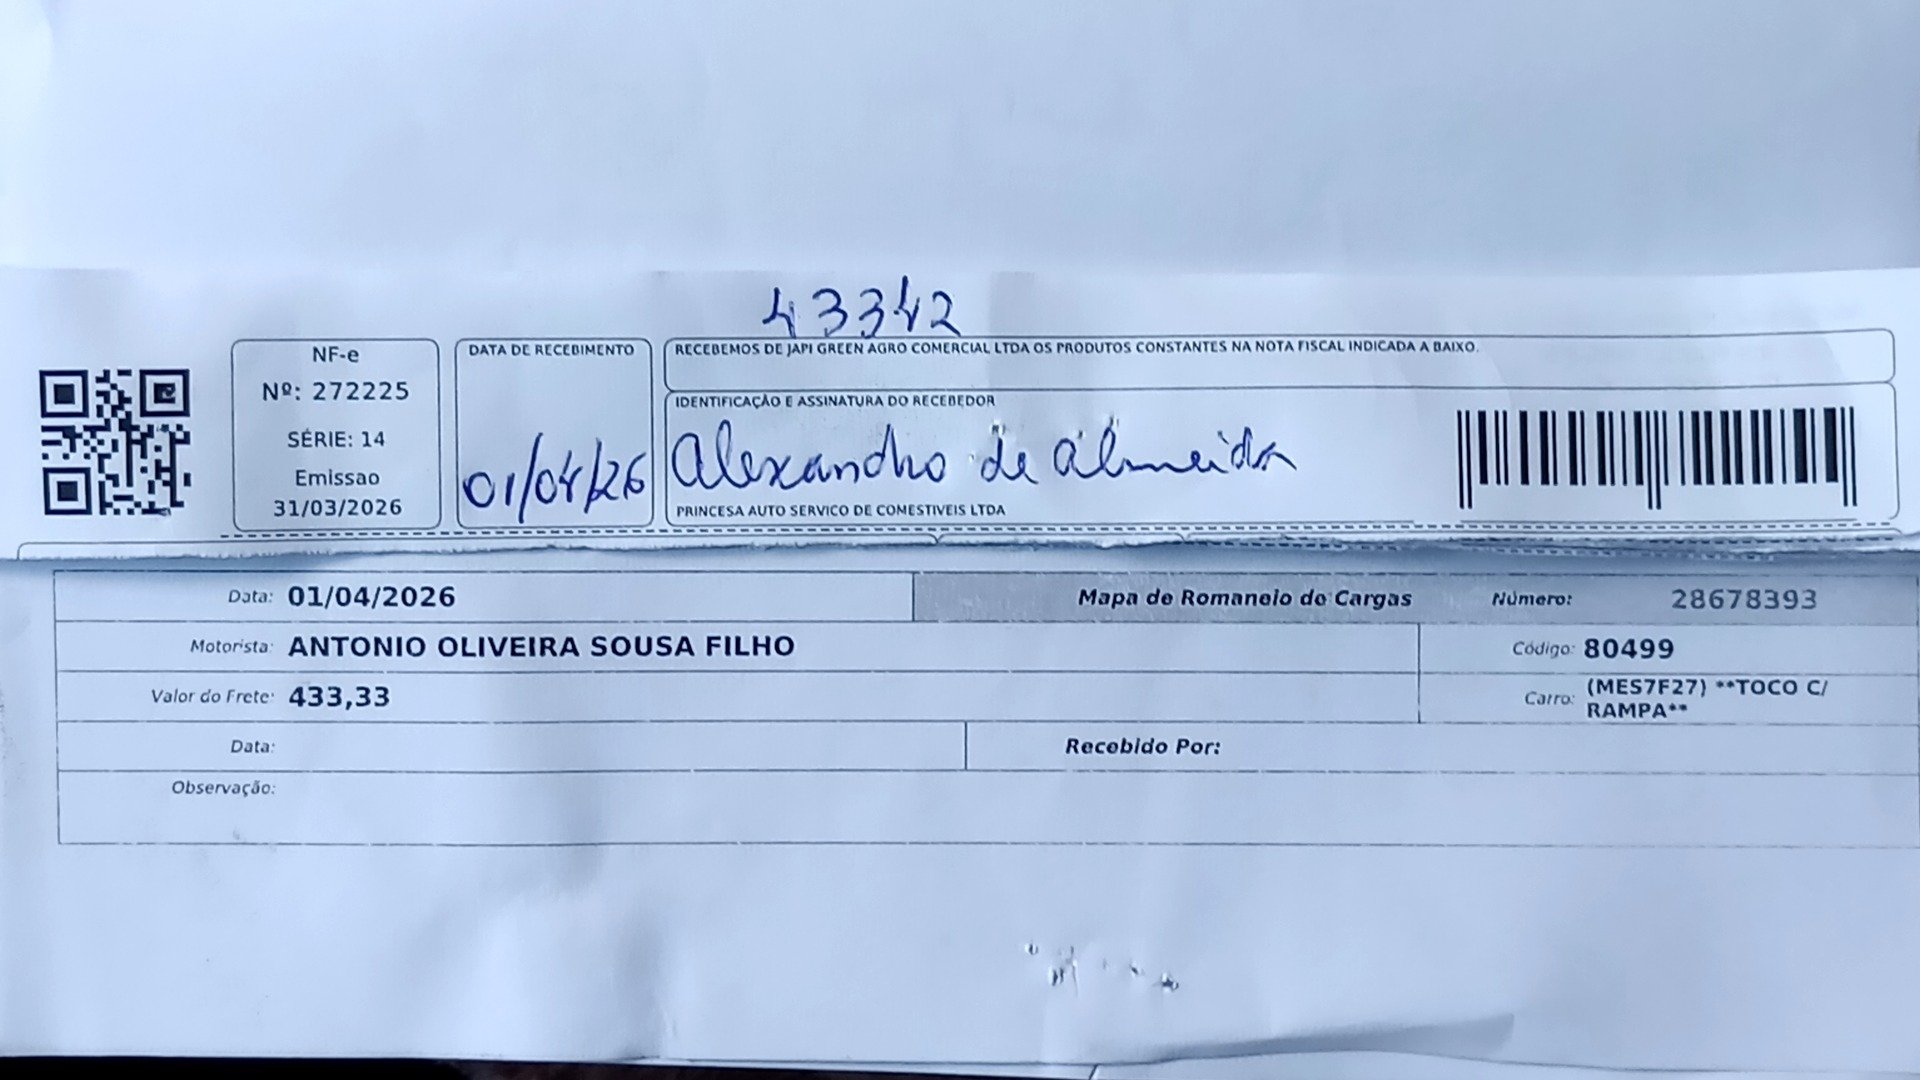 43342
NF-e
Nº: 272225
SÉRIE: 14
Emissao
31/03/2026
DATA DE RECEBIMENTO
01/04/26
RECEBEMOS DE JAPI GREEN AGRO COMERCIAL LTDA OS PRODUTOS CONSTANTES NA NOTA FISCAL INDICADA A BAIXO.
IDENTIFICAÇÃO E ASSINATURA DO RECEBEDOR
Alexandro de Almeida
PRINCESA AUTO SERVICO DE COMESTIVEIS LTDA
Data: 01/04/2026
Mapa de Romaneio de Cargas Número: 28678393
Motorista: ANTONIO OLIVEIRA SOUSA FILHO
Código: 80499
Valor do Frete: 433,33
Carro: (MES7F27) **TOCO C/
RAMPA**
Data:
Recebido Por:
Observação: